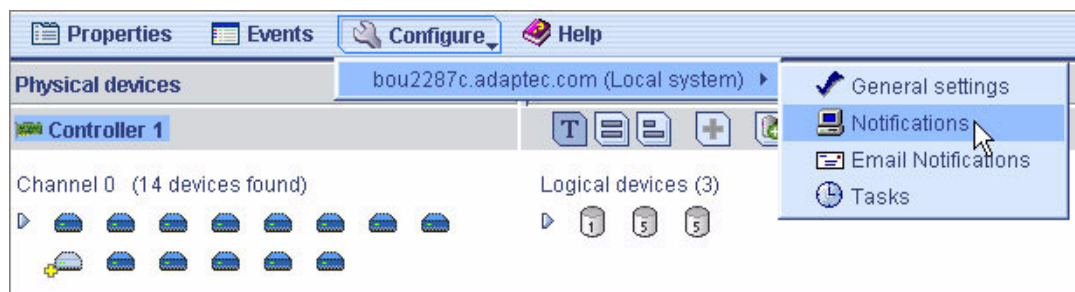 Properties Events Configure Help
Physical devices
bou2287c.adaptec.com (Local system)
General settings
Notifications
Email Notifications
Tasks
Controller 1
T
Channel 0 (14 devices found)
Logical devices (3)
1 5 5